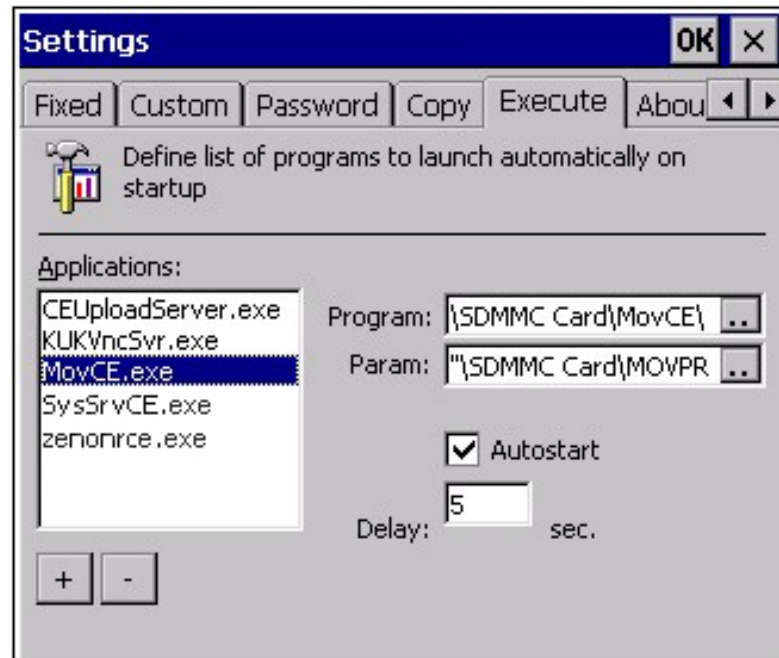 Settings OK ×
Fixed Custom Password Copy Execute Abou
Define list of programs to launch automatically on
startup
Applications:
CEUploadServer.exe
KUKVncSvr.exe
MovCE.exe
SysSrvCE.exe
zenonrce.exe
Program: \SDMMC Card\MovCE\ ..
Param: "\SDMMC Card\MOVPR ..
Autostart
Delay: 5 sec.
+ -